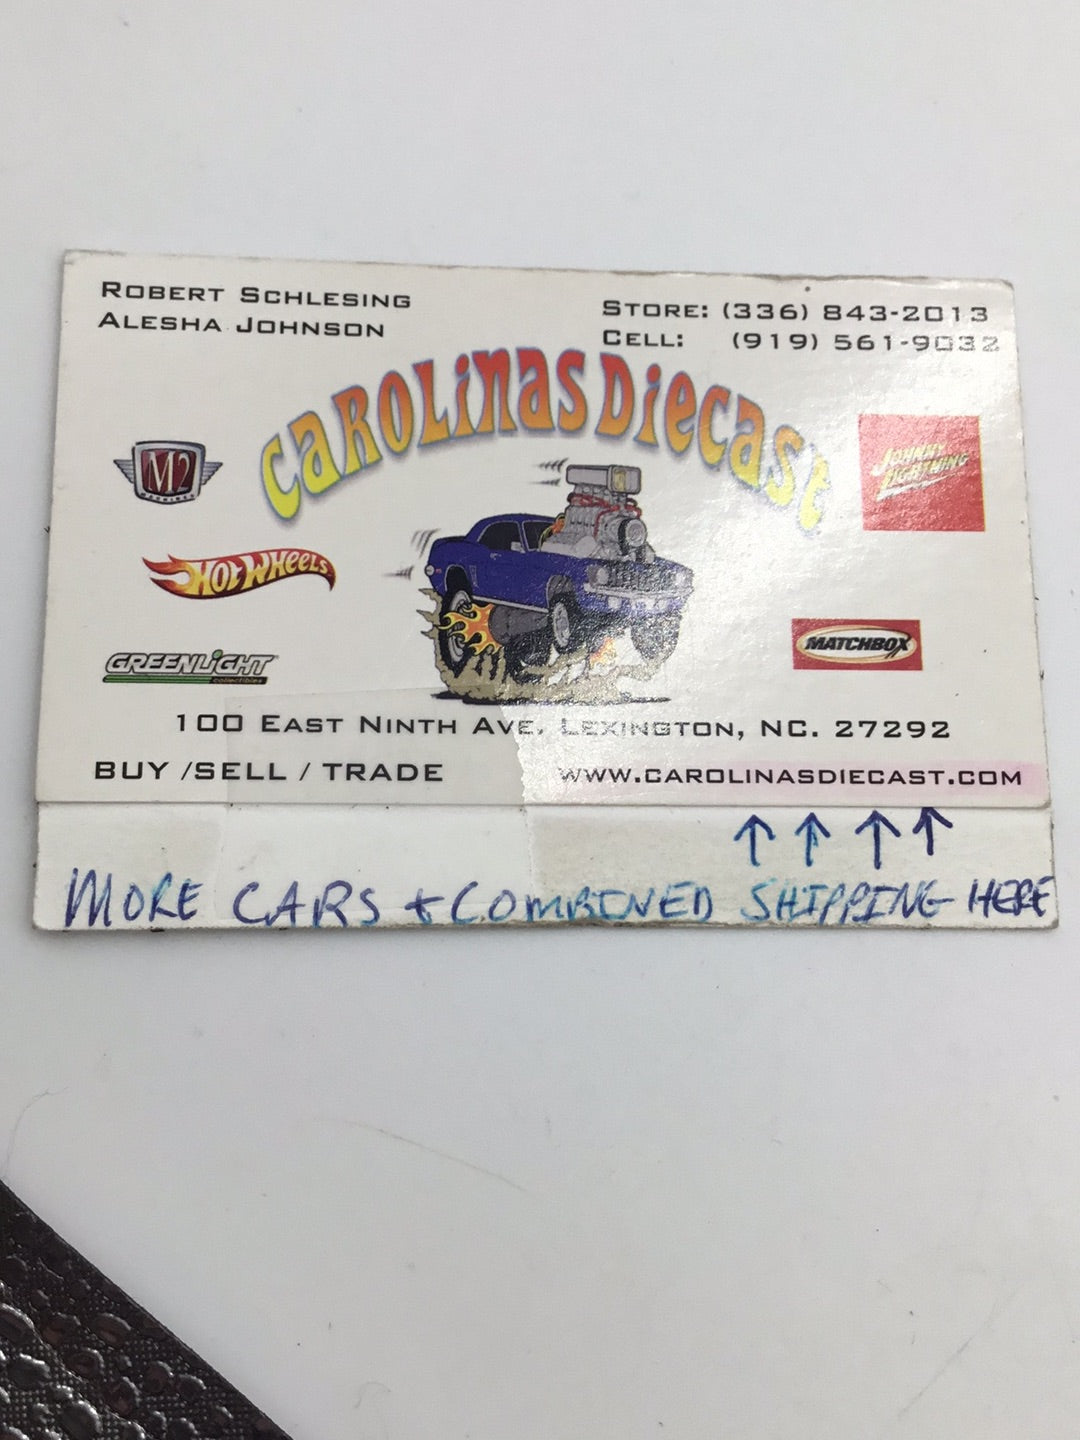 ROBERT SCHLESING
ALESHA JOHNSON
STORE: (336) 843-2013
CELL: (919) 561-9032
CAROLINAS DIECAST
M2
MACHINES
JOHNNY LIGHTNING
HOT WHEELS
MATCHBOX
GREENLIGHT
collectibles
100 EAST NINTH AVE. LEXINGTON, NC. 27292
BUY /SELL / TRADE
WWW.CAROLINASDIECAST.COM
↑ ↑ ↑ ↑
MORE CARS & COMBINED SHIPPING HERE